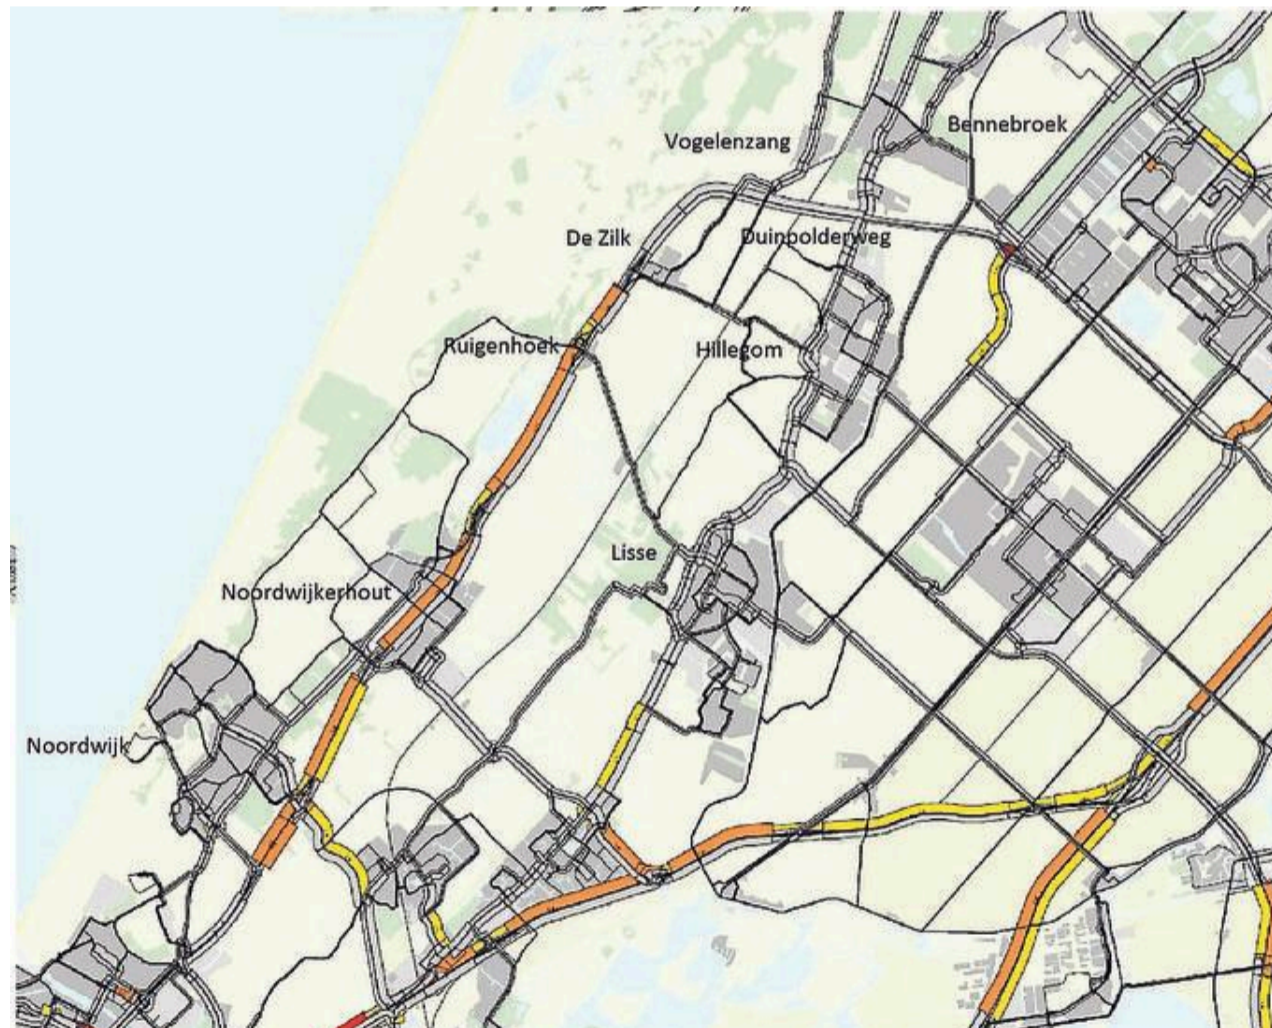 Bennebroek
Vogelenzang
De Zilk
Duinpolderweg
Ruigenhoek
Hillegom
Lisse
Noordwijkerhout
Noordwijk